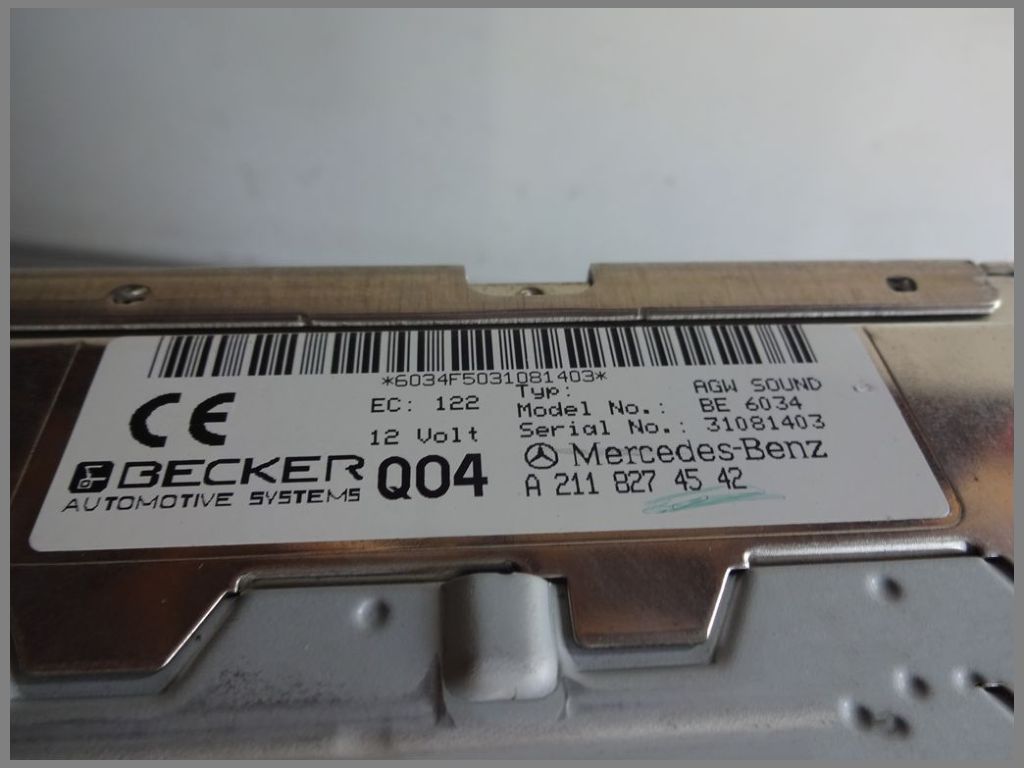 *6034F5031081403*
CE
EC: 122
12 Volt
Typ: AGW SOUND
Model No.: BE 6034
Serial No.: 31081403
BECKER
AUTOMOTIVE SYSTEMS
Q04
Mercedes-Benz
A 211 827 45 42